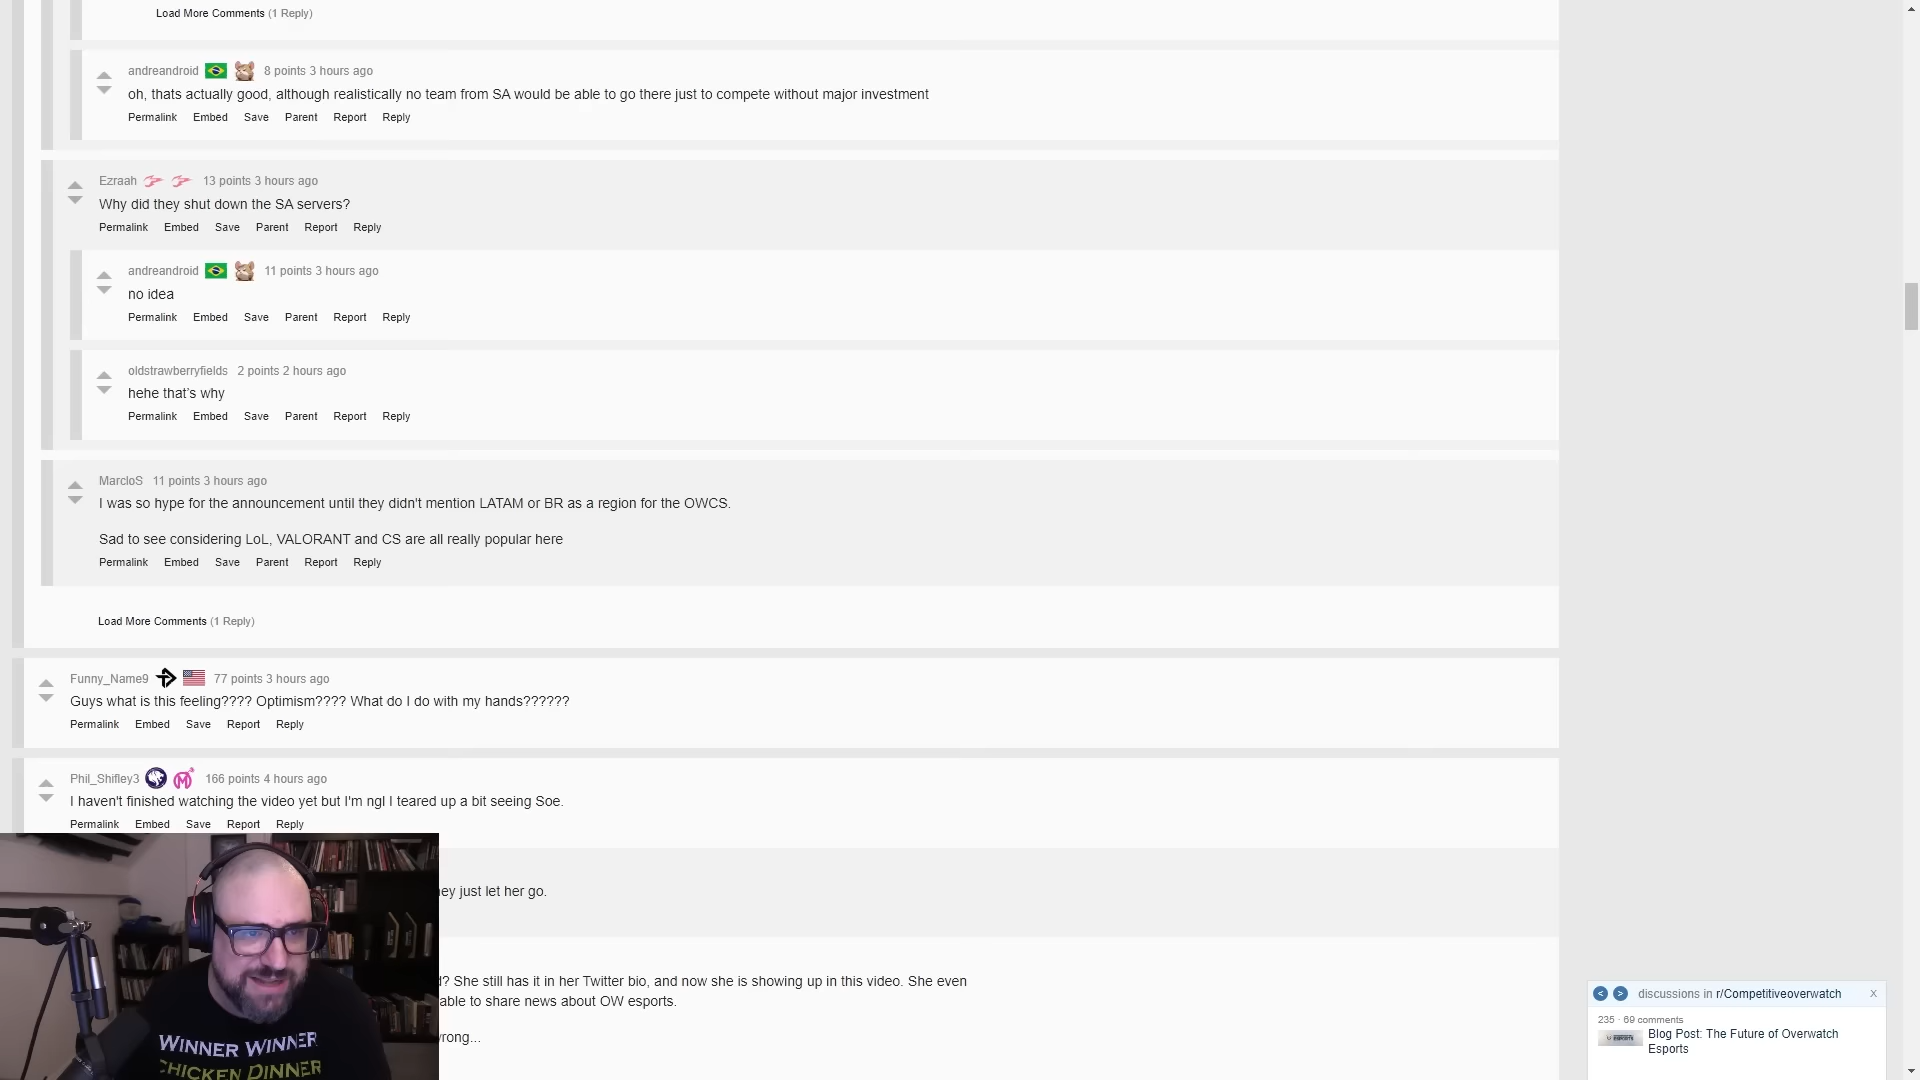 Load More Comments (1 Reply)
andreandroid 8 points 3 hours ago
oh, thats actually good, although realistically no team from SA would be able to go there just to compete without major investment
Permalink Embed Save Parent Report Reply
Ezraah 13 points 3 hours ago
Why did they shut down the SA servers?
Permalink Embed Save Parent Report Reply
andreandroid 11 points 3 hours ago
no idea
Permalink Embed Save Parent Report Reply
oldstrawberryfields 2 points 2 hours ago
hehe that’s why
Permalink Embed Save Parent Report Reply
MarcloS 11 points 3 hours ago
I was so hype for the announcement until they didn't mention LATAM or BR as a region for the OWCS.
Sad to see considering LoL, VALORANT and CS are all really popular here
Permalink Embed Save Parent Report Reply
Load More Comments (1 Reply)
Funny_Name9 77 points 3 hours ago
Guys what is this feeling???? Optimism???? What do I do with my hands??????
Permalink Embed Save Report Reply
Phil_Shifley3 166 points 4 hours ago
I haven't finished watching the video yet but I'm ngl I teared up a bit seeing Soe.
Permalink Embed Save Report Reply
ey just let her go.
? She still has it in her Twitter bio, and now she is showing up in this video. She even
able to share news about OW esports.
rong...
WINNER WINNER
CHICKEN DINNER
< > discussions in r/Competitiveoverwatch X
235 · 69 comments
Blog Post: The Future of Overwatch
Esports